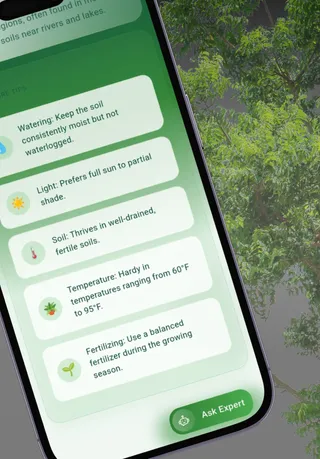 gions, often found in m
soils near rivers and lakes.
Watering: Keep the soil
consistently moist but not
waterlogged.
Light: Prefers full sun to partial
shade.
Soil: Thrives in well-drained,
fertile soils.
Temperature: Hardy in
temperatures ranging from 60°F
to 95°F.
Fertilizing: Use a balanced
fertilizer during the growing
season.
Ask Expert